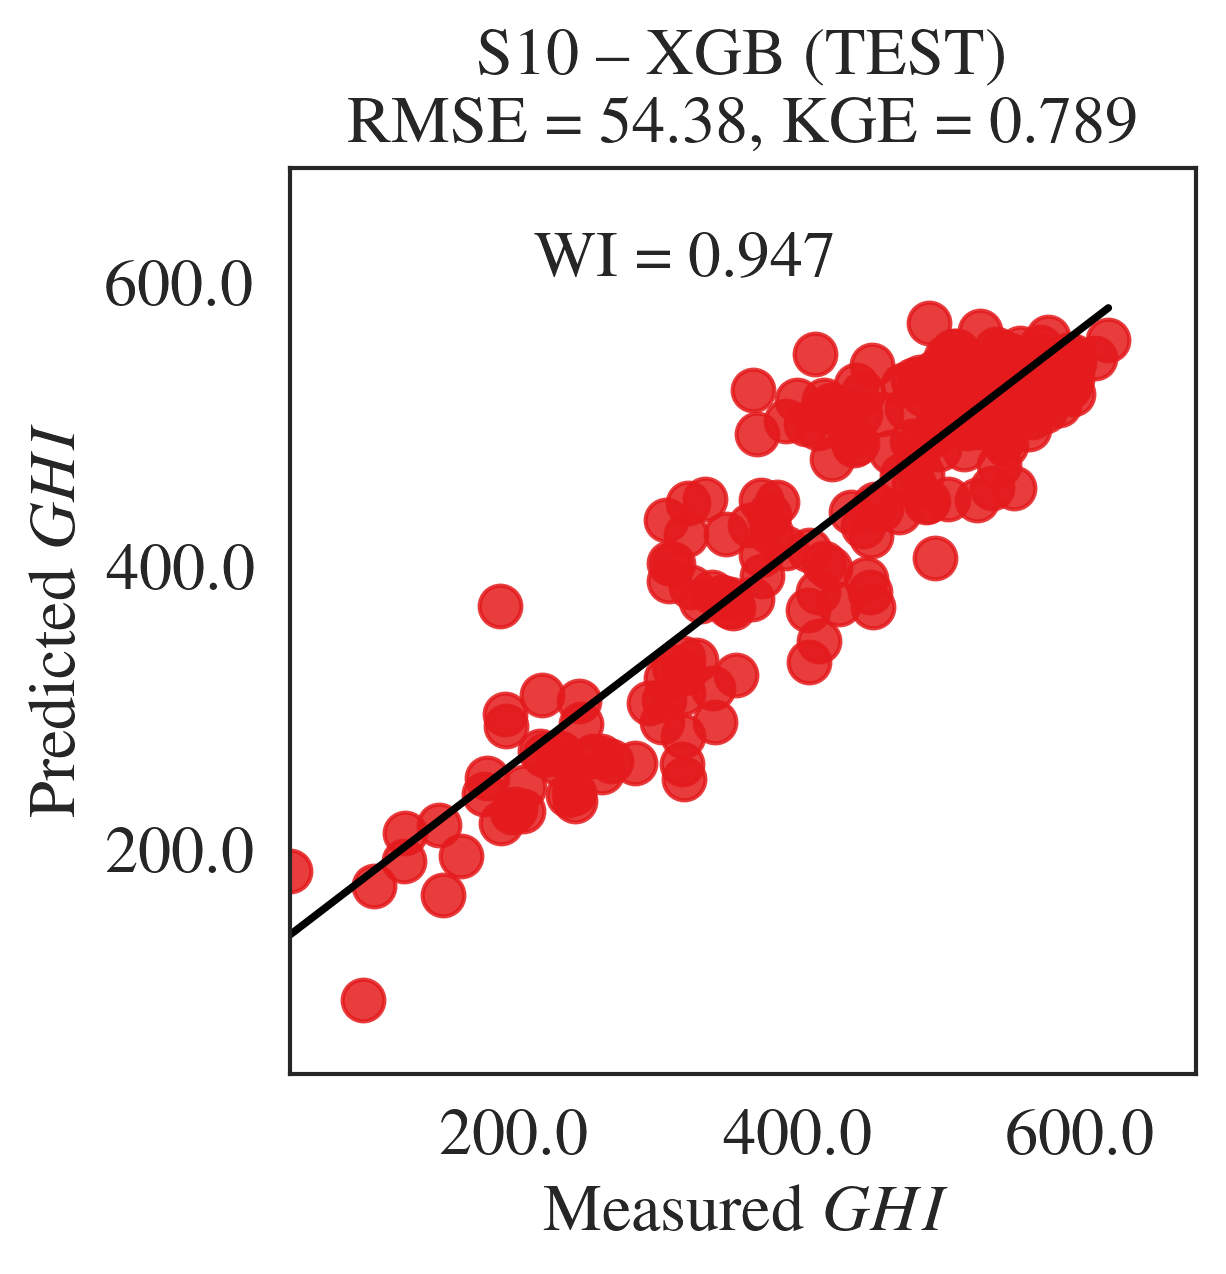 S10 – XGB (TEST)
RMSE = 54.38, KGE = 0.789
WI = 0.947
600.0
400.0
200.0
Predicted GHI
200.0 400.0 600.0
Measured GHI